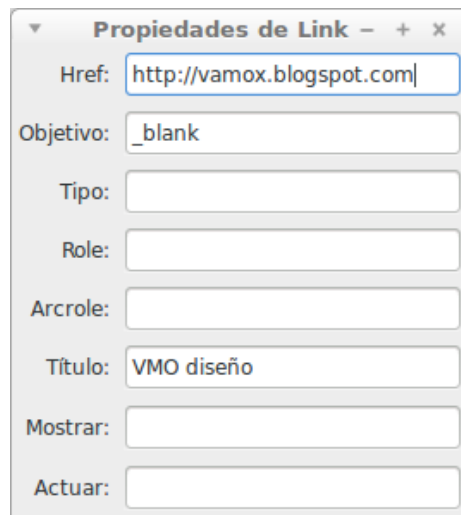 Propiedades de Link
Href: http://vamox.blogspot.com
Objetivo: _blank
Tipo:
Role:
Arcrole:
Título: VMO diseño
Mostrar:
Actuar: